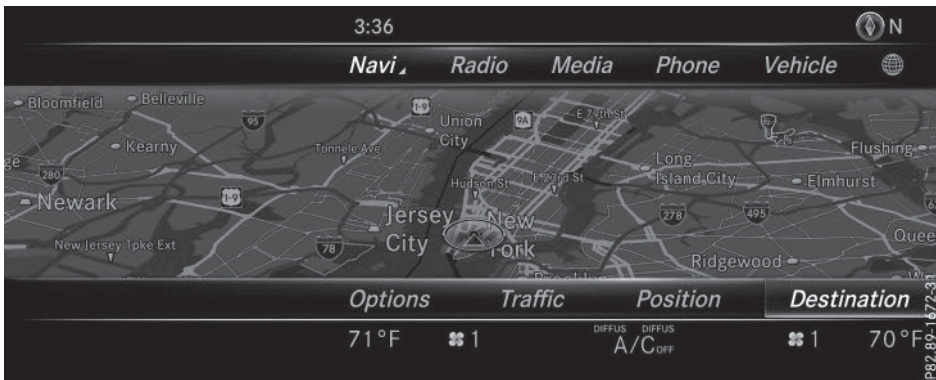 3:36 N
Navi Radio Media Phone Vehicle
Bloomfield Belleville
95 1-9 Union City 9A E 79th St
Kearny Tonnele Ave Long Island City Flushing
280 Hudson St E 23rd St Elmhurst
Newark 1-9 Jersey City New York 278 495
New Jersey Tpke Ext 78 Ridgewood
Options Traffic Position Destination
DIFFUS DIFFUS
71°F 1 A/C OFF 1 70°F
P82.89-1672-31